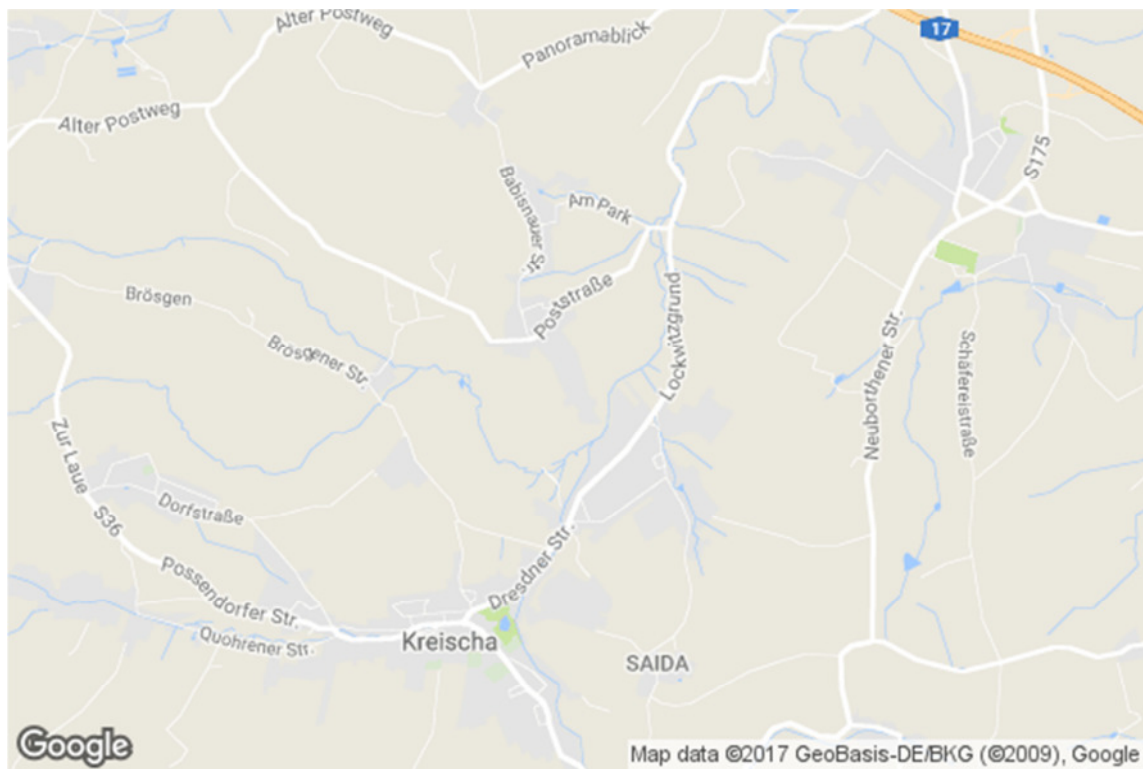 Alter Postweg
Panoramablick
17
Alter Postweg
S175
Babisnauer Str.
Am Park
Brösgen
Poststraße
Lockwitzgrund
Brösgener Str.
Neuborthener Str.
Schäfereistraße
Zur Laue
Dorfstraße
S36
Possendorfer Str.
Dresdner Str.
Quohrener Str.
Kreischa
SAIDA
Google
Map data ©2017 GeoBasis-DE/BKG (©2009), Google